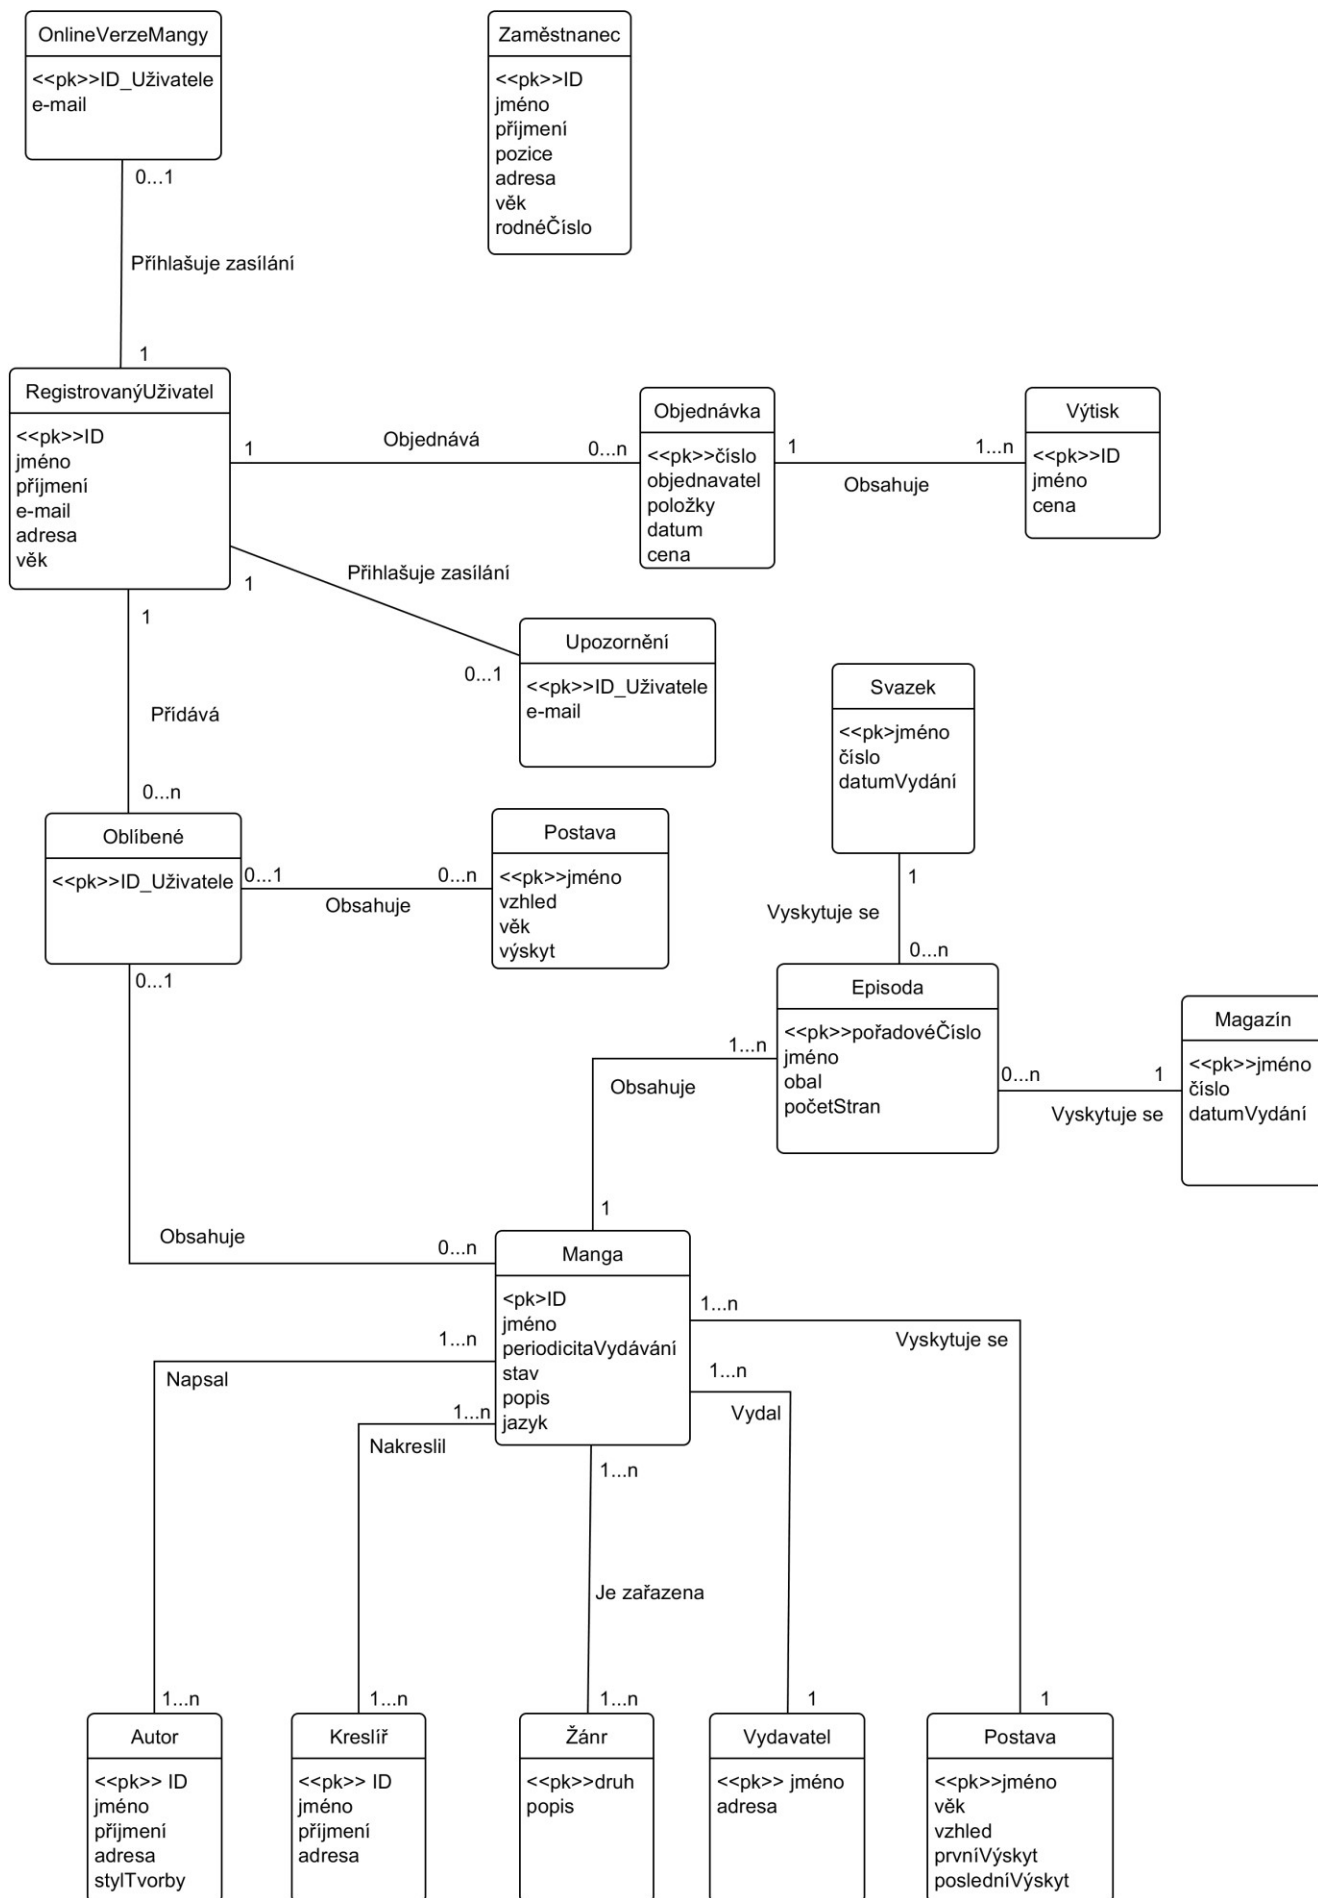 OnlineVerzeMangy
<<pk>>ID_Uživatele
e-mail
Zaměstnanec
<<pk>>ID
jméno
příjmení
pozice
adresa
věk
rodnéČíslo
0...1
Přihlašuje zasílání
1
RegistrovanýUživatel
<<pk>>ID
jméno
příjmení
e-mail
adresa
věk
1
Objednává
0...n
Objednávka
<<pk>>číslo
objednavatel
položky
datum
cena
1
Obsahuje
1...n
Výtisk
<<pk>>ID
jméno
cena
1
Přihlašuje zasílání
0...1
Upozornění
<<pk>>ID_Uživatele
e-mail
1
Přidává
0...n
Oblíbené
<<pk>>ID_Uživatele
0...1
Obsahuje
0...n
Postava
<<pk>>jméno
vzhled
věk
výskyt
Svazek
<<pk>jméno
číslo
datumVydání
1
Vyskytuje se
0...n
Episoda
<<pk>>pořadovéČíslo
jméno
obal
početStran
0...n
Vyskytuje se
1
Magazín
<<pk>>jméno
číslo
datumVydání
1...n
Obsahuje
1
0...1
Obsahuje
0...n
Manga
<pk>ID
jméno
periodicitaVydávání
stav
popis
jazyk
1...n
Napsal
1...n
Nakreslil
1...n
Je zařazena
1...n
Vydal
1...n
Vyskytuje se
1...n
Autor
<<pk>> ID
jméno
příjmení
adresa
stylTvorby
1...n
Kreslíř
<<pk>> ID
jméno
příjmení
adresa
1...n
Žánr
<<pk>>druh
popis
1
Vydavatel
<<pk>> jméno
adresa
1
Postava
<<pk>>jméno
věk
vzhled
prvníVýskyt
posledníVýskyt